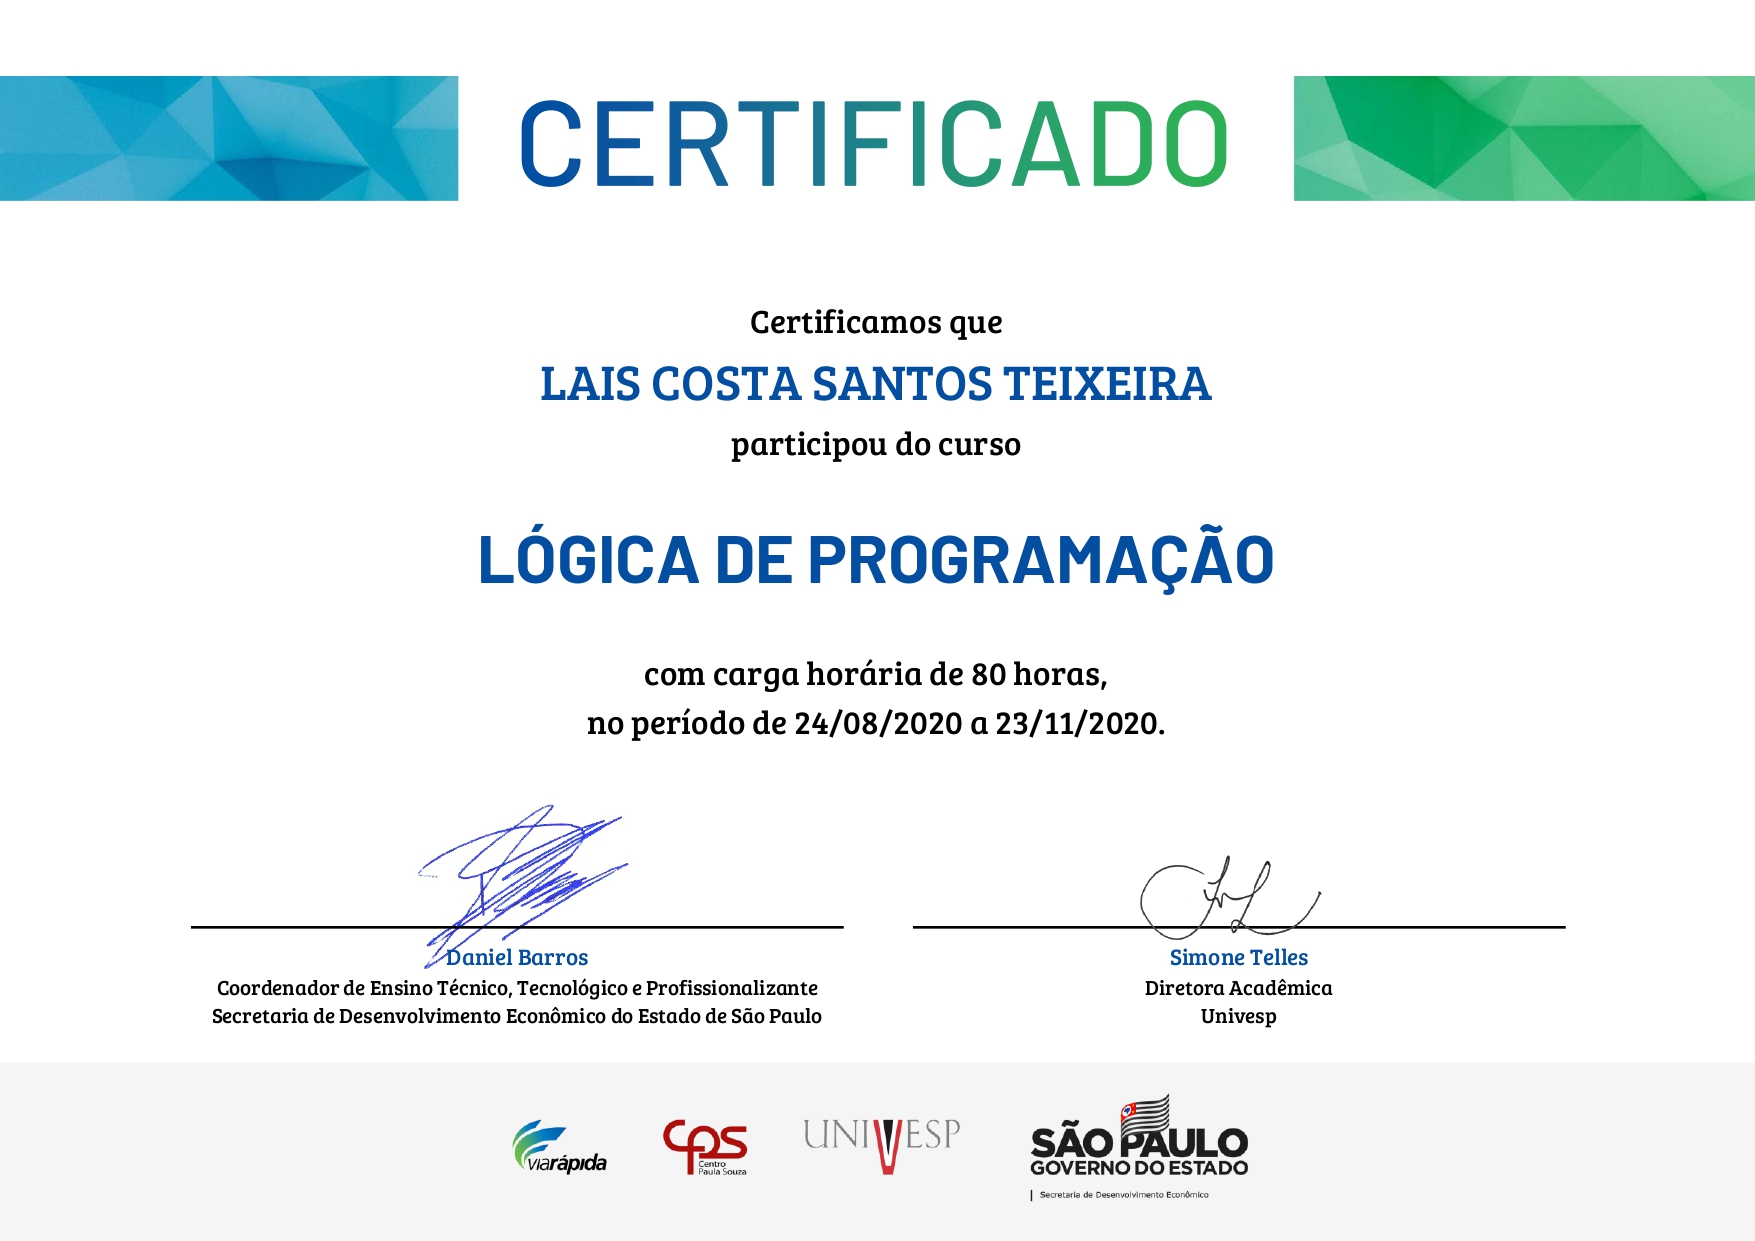 CERTIFICADO
Certificamos que
LAIS COSTA SANTOS TEIXEIRA
participou do curso
LÓGICA DE PROGRAMAÇÃO
com carga horária de 80 horas,
no período de 24/08/2020 a 23/11/2020.
Daniel Barros
Coordenador de Ensino Técnico, Tecnológico e Profissionalizante
Secretaria de Desenvolvimento Econômico do Estado de São Paulo
Simone Telles
Diretora Acadêmica
Univesp
viarápida
cps
Centro
Paula Souza
UNIVESP
SÃO PAULO
GOVERNO DO ESTADO
Secretaria de Desenvolvimento Econômico